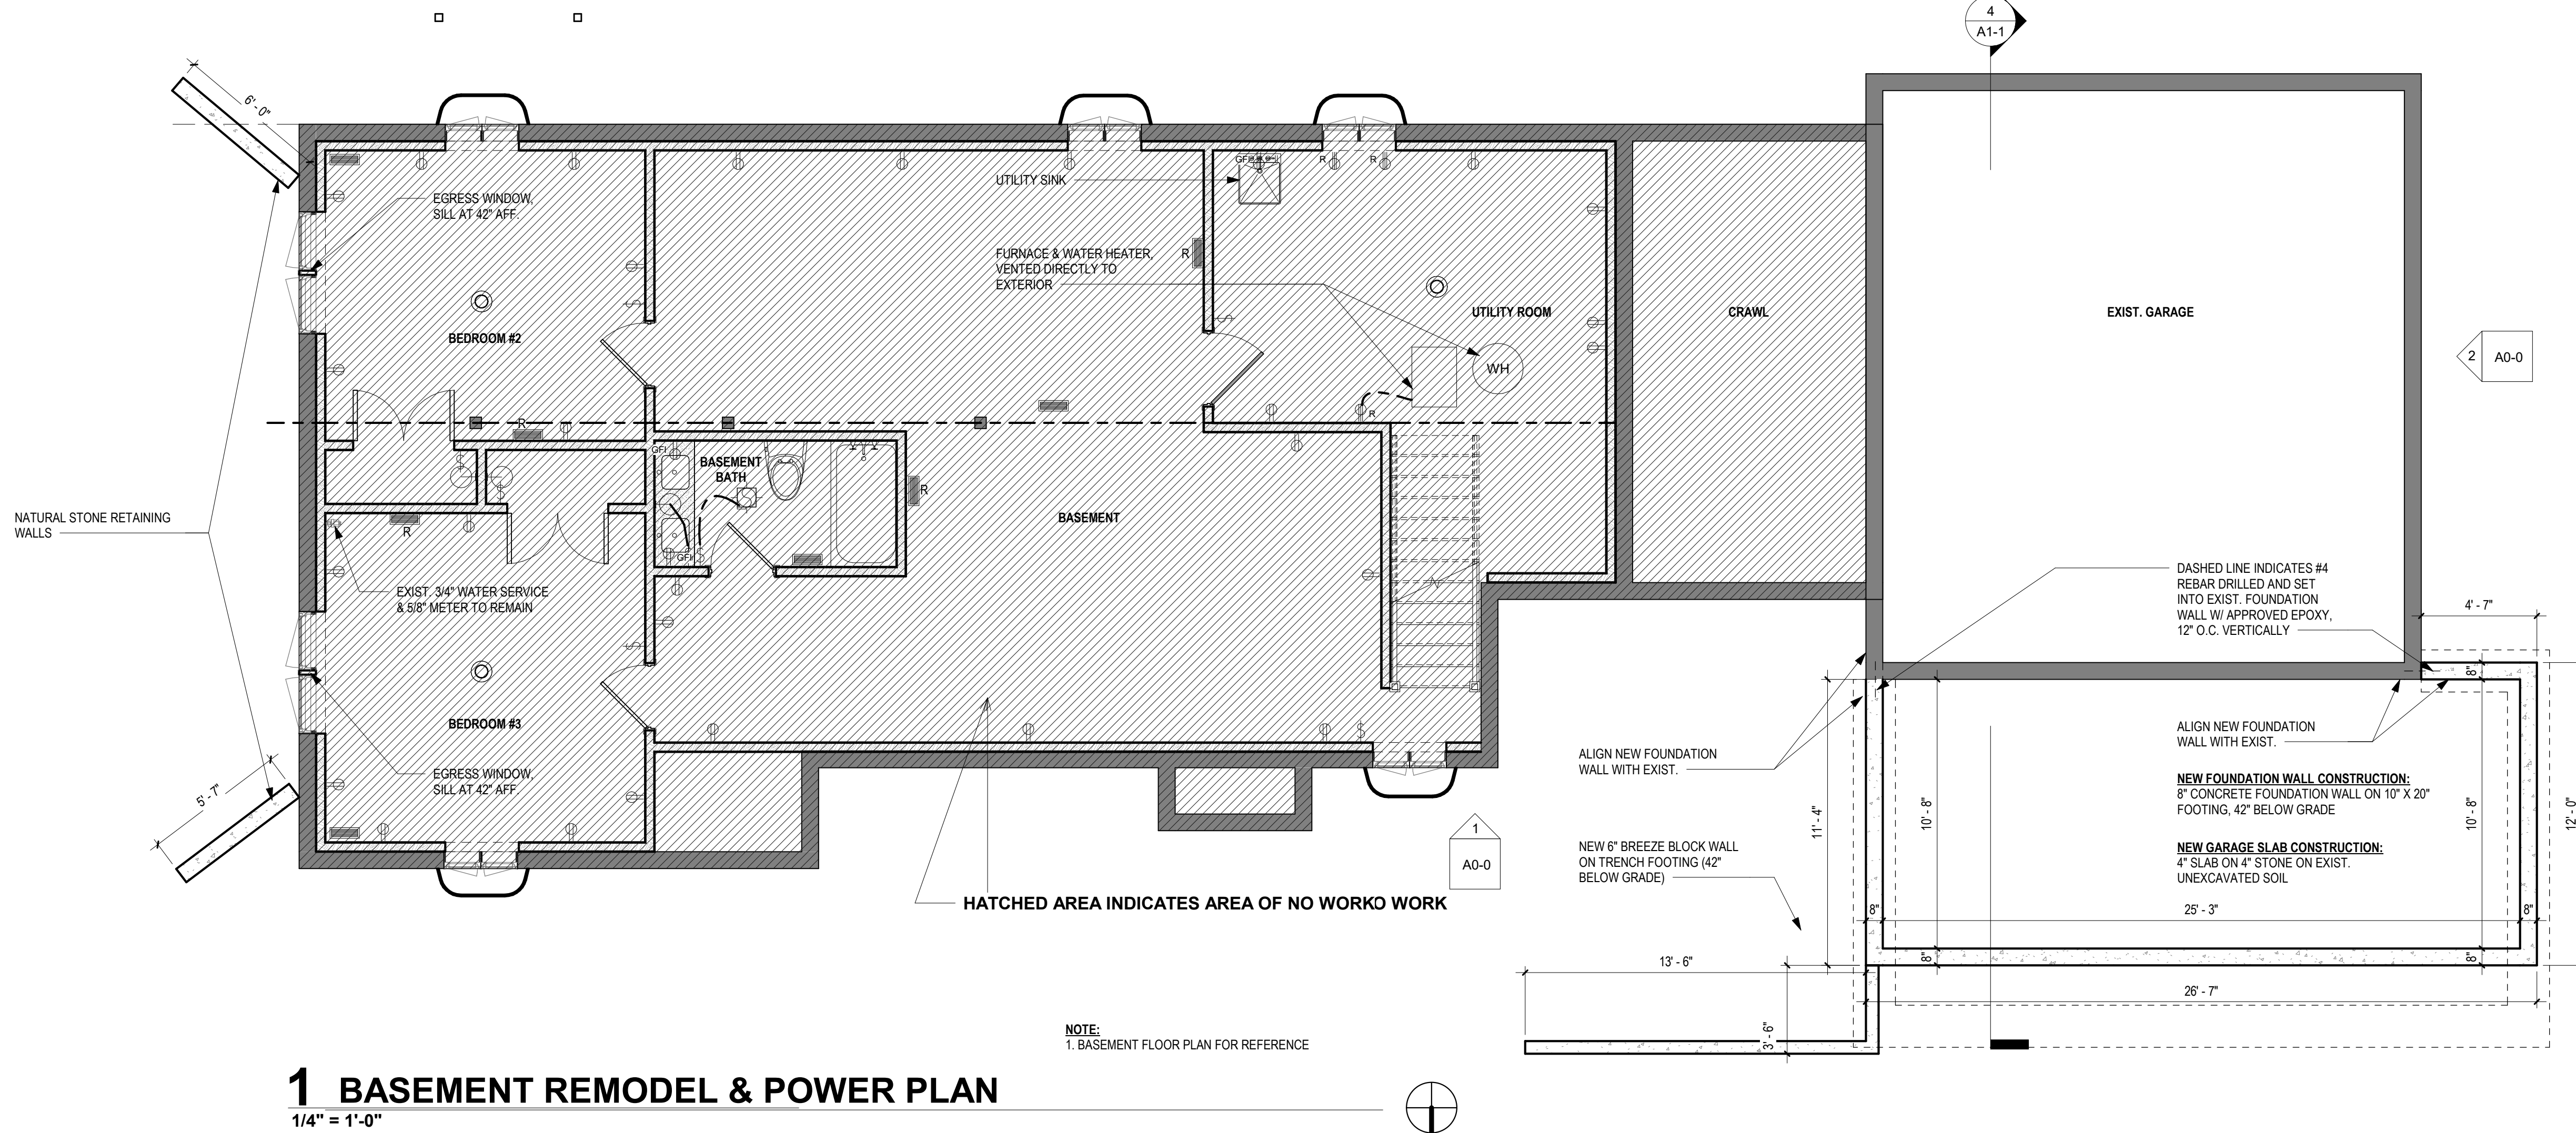 4
A1-1
6' - 0"
EGRESS WINDOW,
SILL AT 42" AFF.
BEDROOM #2
R
UTILITY SINK
GFI
R
R
FURNACE & WATER HEATER,
VENTED DIRECTLY TO
EXTERIOR
R
UTILITY ROOM
WH
R
CRAWL
EXIST. GARAGE
2
A0-0
NATURAL STONE RETAINING
WALLS
GFI
BASEMENT
BATH
GFI
R
BASEMENT
R
EXIST. 3/4" WATER SERVICE
& 5/8" METER TO REMAIN
BEDROOM #3
EGRESS WINDOW,
SILL AT 42" AFF.
5' - 7"
DASHED LINE INDICATES #4
REBAR DRILLED AND SET
INTO EXIST. FOUNDATION
WALL W/ APPROVED EPOXY,
12" O.C. VERTICALLY
4' - 7"
8"
ALIGN NEW FOUNDATION
WALL WITH EXIST.
ALIGN NEW FOUNDATION
WALL WITH EXIST.
NEW FOUNDATION WALL CONSTRUCTION:
8" CONCRETE FOUNDATION WALL ON 10" X 20"
FOOTING, 42" BELOW GRADE
NEW GARAGE SLAB CONSTRUCTION:
4" SLAB ON 4" STONE ON EXIST.
UNEXCAVATED SOIL
11' - 4"
10' - 8"
10' - 8"
12' - 0"
NEW 6" BREEZE BLOCK WALL
ON TRENCH FOOTING (42"
BELOW GRADE)
1
A0-0
HATCHED AREA INDICATES AREA OF NO WORK
8"
25' - 3"
8"
8"
8"
13' - 6"
26' - 7"
3' - 6"
NOTE:
1. BASEMENT FLOOR PLAN FOR REFERENCE
1 BASEMENT REMODEL & POWER PLAN
1/4" = 1'-0"